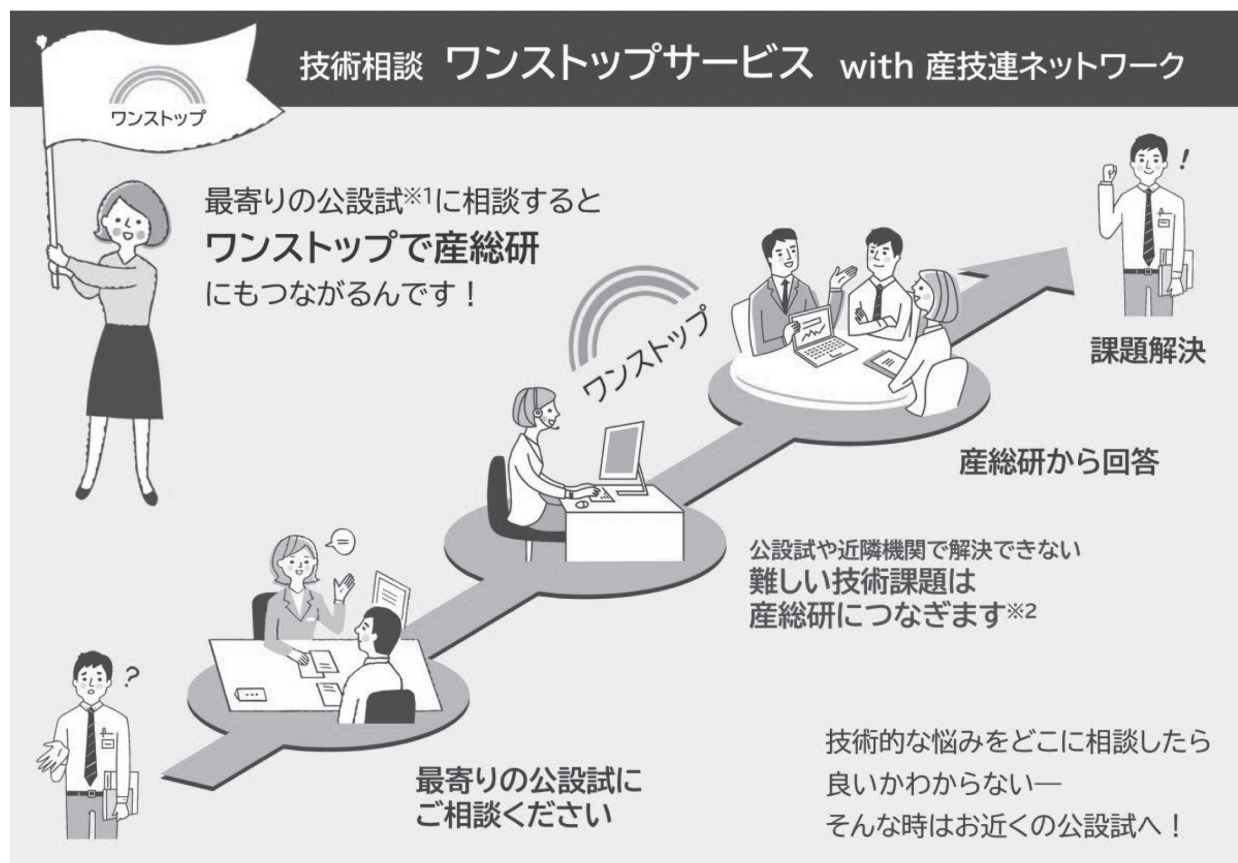 技術相談 ワンストップサービス with 産技連ネットワーク
ワンストップ
最寄りの公設試※1に相談すると
ワンストップで産総研
にもつながるんです！
!
課題解決
ワンストップ
産総研から回答
公設試や近隣機関で解決できない
難しい技術課題は
産総研につなぎます※2
?
最寄りの公設試に
ご相談ください
技術的な悩みをどこに相談したら
良いかわからない―
そんな時はお近くの公設試へ！